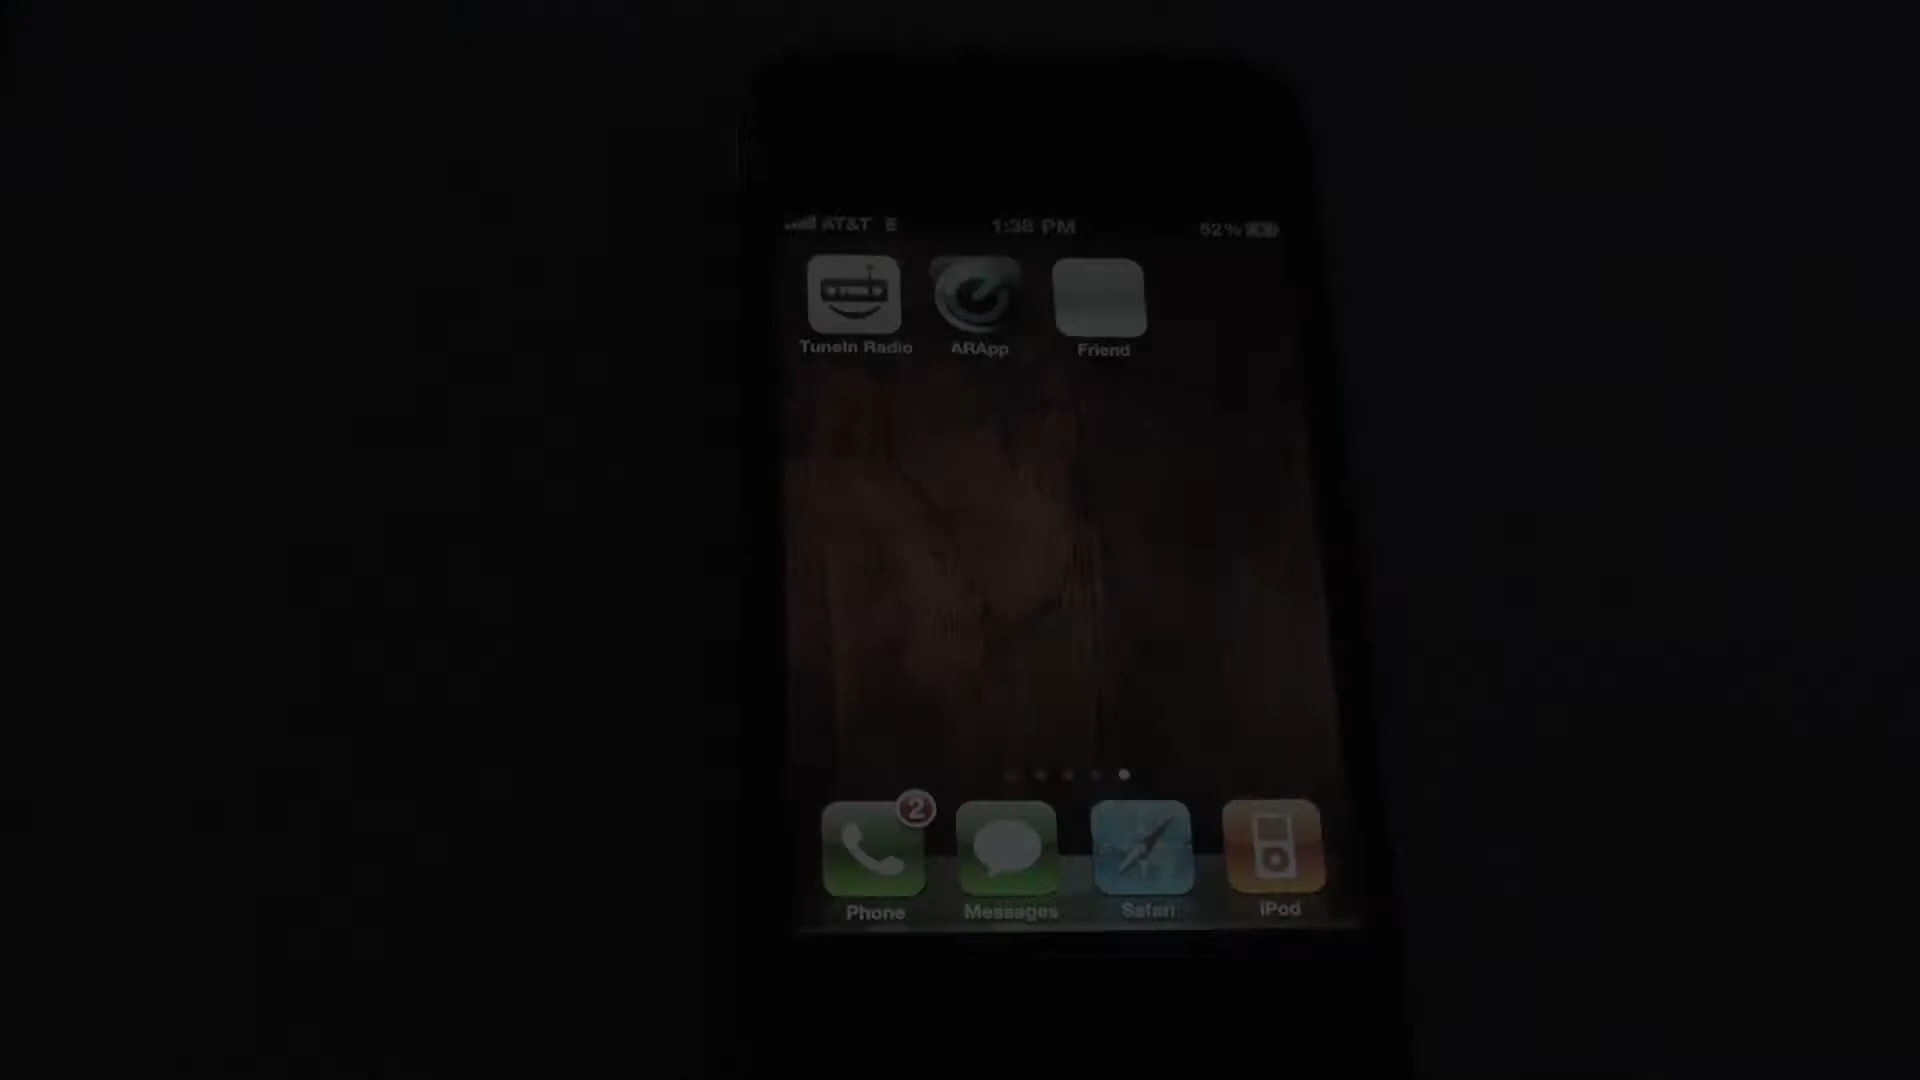 AT&T E 1:38 PM 52%
TuneIn Radio ARApp Friend
2
Phone Messages Safari iPod